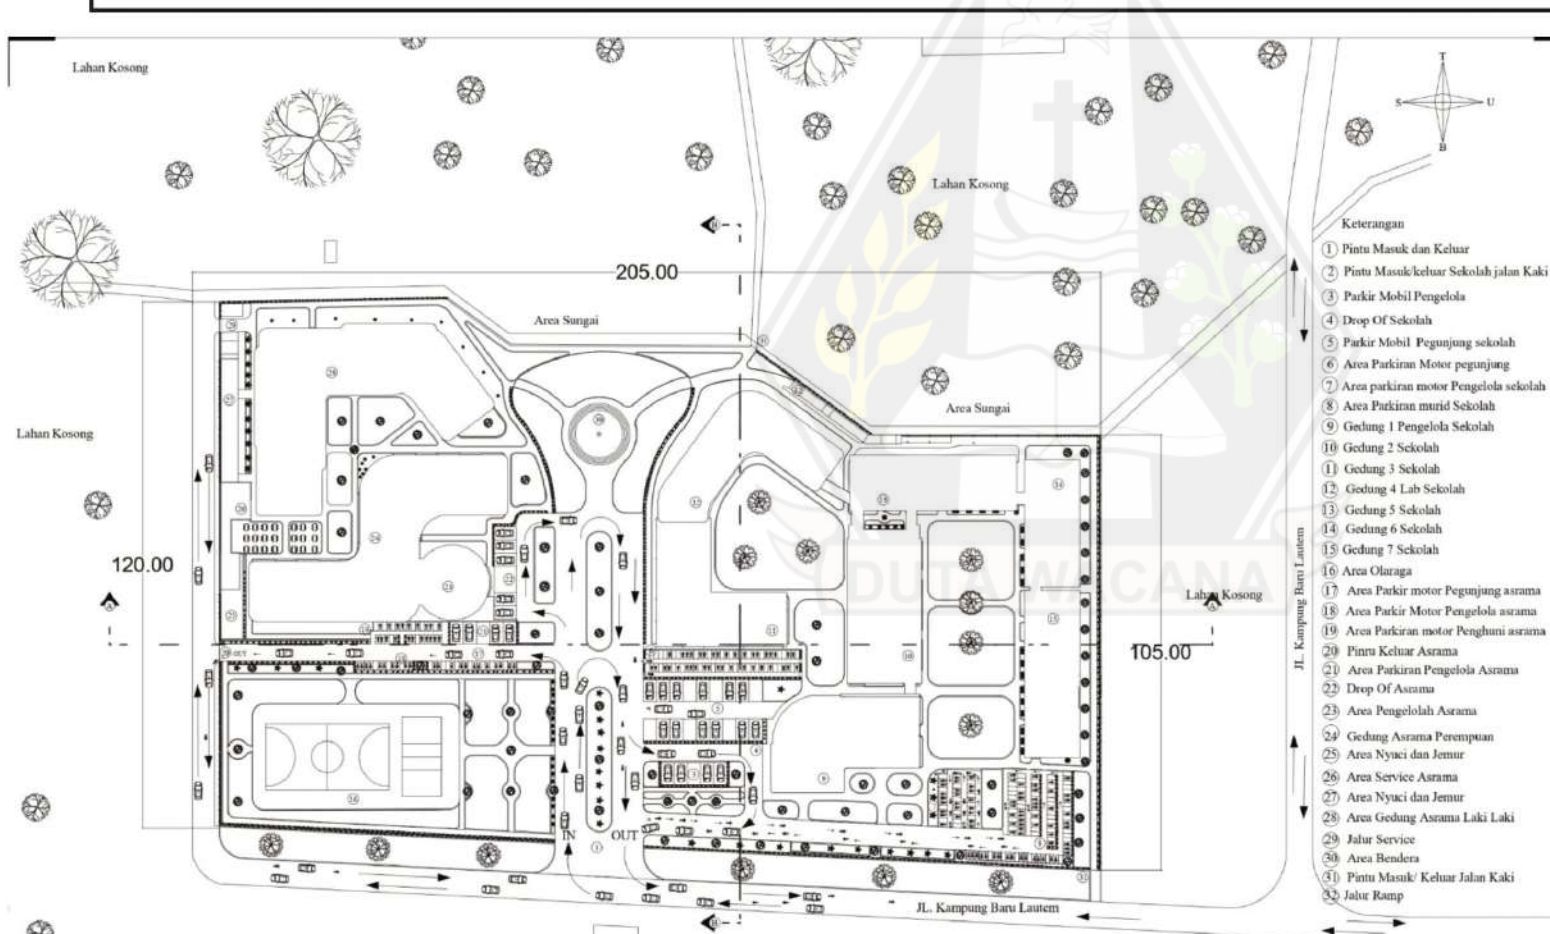 Lahan Kosong
T
S
U
B
Lahan Kosong
B
205.00
Area Sungai
Area Sungai
Lahan Kosong
120.00
A
DUTA WACANA
Lahan Kosong
A
105.00
OUT
IN
OUT
JL. Kampung Baru Lautem
JL. Kampung Baru Lautem
B
Keterangan
1 Pintu Masuk dan Keluar
2 Pintu Masuk/keluar Sekolah jalan Kaki
3 Parkir Mobil Pengelola
4 Drop Of Sekolah
5 Parkir Mobil Pegunjung sekolah
6 Area Parkiran Motor pegunjung
7 Area parkiran motor Pengelola sekolah
8 Area Parkiran murid Sekolah
9 Gedung 1 Pengelola Sekolah
10 Gedung 2 Sekolah
11 Gedung 3 Sekolah
12 Gedung 4 Lab Sekolah
13 Gedung 5 Sekolah
14 Gedung 6 Sekolah
15 Gedung 7 Sekolah
16 Area Olaraga
17 Area Parkir motor Pegunjung asrama
18 Area Parkir Motor Pengelola asrama
19 Area Parkiran motor Penghuni asrama
20 Pintu Keluar Asrama
21 Area Parkiran Pengelola Asrama
22 Drop Of Asrama
23 Area Pengelolah Asrama
24 Gedung Asrama Perempuan
25 Area Nyuci dan Jemur
26 Area Service Asrama
27 Area Nyuci dan Jemur
28 Area Gedung Asrama Laki Laki
29 Jalur Service
30 Area Bendera
31 Pintu Masuk/ Keluar Jalan Kaki
32 Jalur Ramp